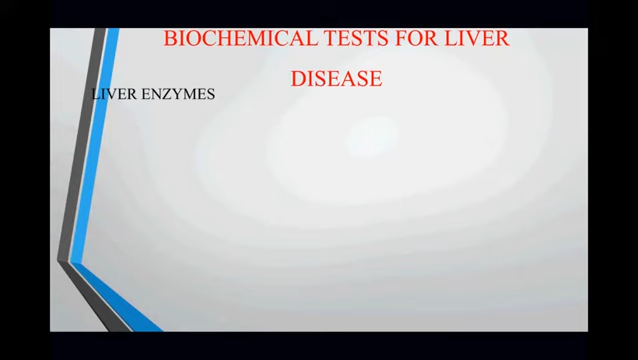 BIOCHEMICAL TESTS FOR LIVER
DISEASE
LIVER ENZYMES